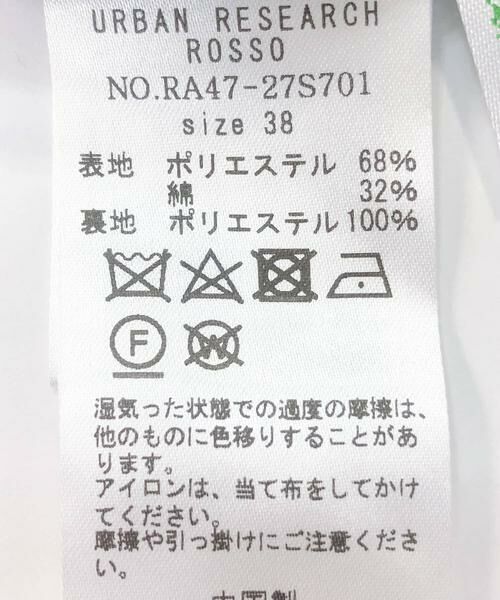 URBAN RESEARCH
ROSSO
NO.RA47-27S701
size 38
表地 ポリエステル 68%
綿 32%
裏地 ポリエステル 100%
F
W
湿気った状態での過度の摩擦は、
他のものに色移りすることがあ
ります。
アイロンは、当て布をしてかけ
てください。
摩擦や引っ掛けにご注意くださ
い。
中国製